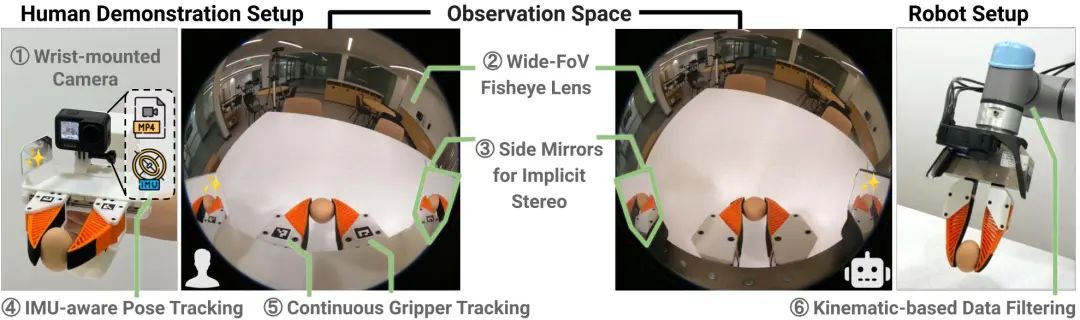 Human Demonstration Setup
Observation Space
Robot Setup
① Wrist-mounted
Camera
MP4
IMU
② Wide-FoV
Fisheye Lens
③ Side Mirrors
for Implicit
Stereo
④ IMU-aware Pose Tracking
⑤ Continuous Gripper Tracking
⑥ Kinematic-based Data Filtering